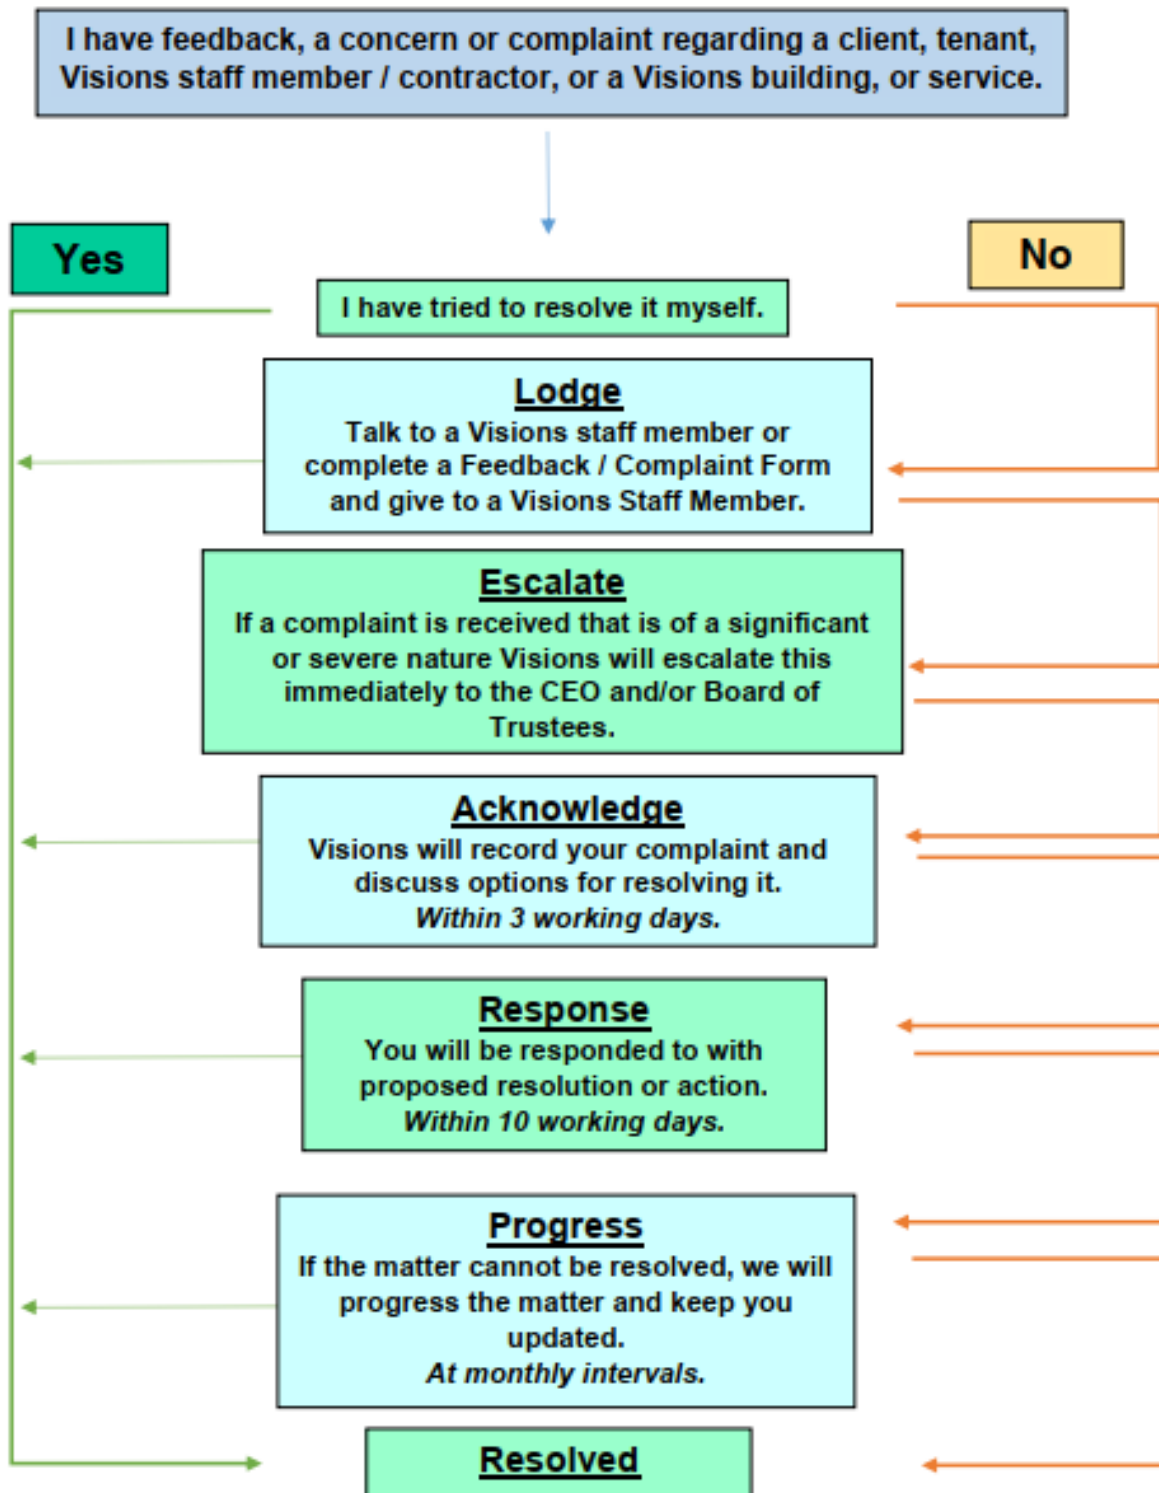 I have feedback, a concern or complaint regarding a client, tenant,
Visions staff member / contractor, or a Visions building, or service.
Yes
No
I have tried to resolve it myself.
Lodge
Talk to a Visions staff member or
complete a Feedback / Complaint Form
and give to a Visions Staff Member.
Escalate
If a complaint is received that is of a significant
or severe nature Visions will escalate this
immediately to the CEO and/or Board of
Trustees.
Acknowledge
Visions will record your complaint and
discuss options for resolving it.
Within 3 working days.
Response
You will be responded to with
proposed resolution or action.
Within 10 working days.
Progress
If the matter cannot be resolved, we will
progress the matter and keep you
updated.
At monthly intervals.
Resolved